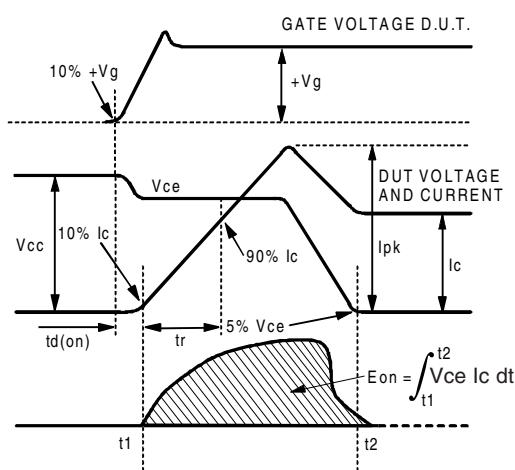 GATE VOLTAGE D.U.T.
10% +Vg
+Vg
DUT VOLTAGE
AND CURRENT
Vce
Vcc
10% Ic
90% Ic
Ipk
Ic
td(on)
tr
5% Vce
Eon = ∫ t1 t2 Vce Ic dt
t1
t2